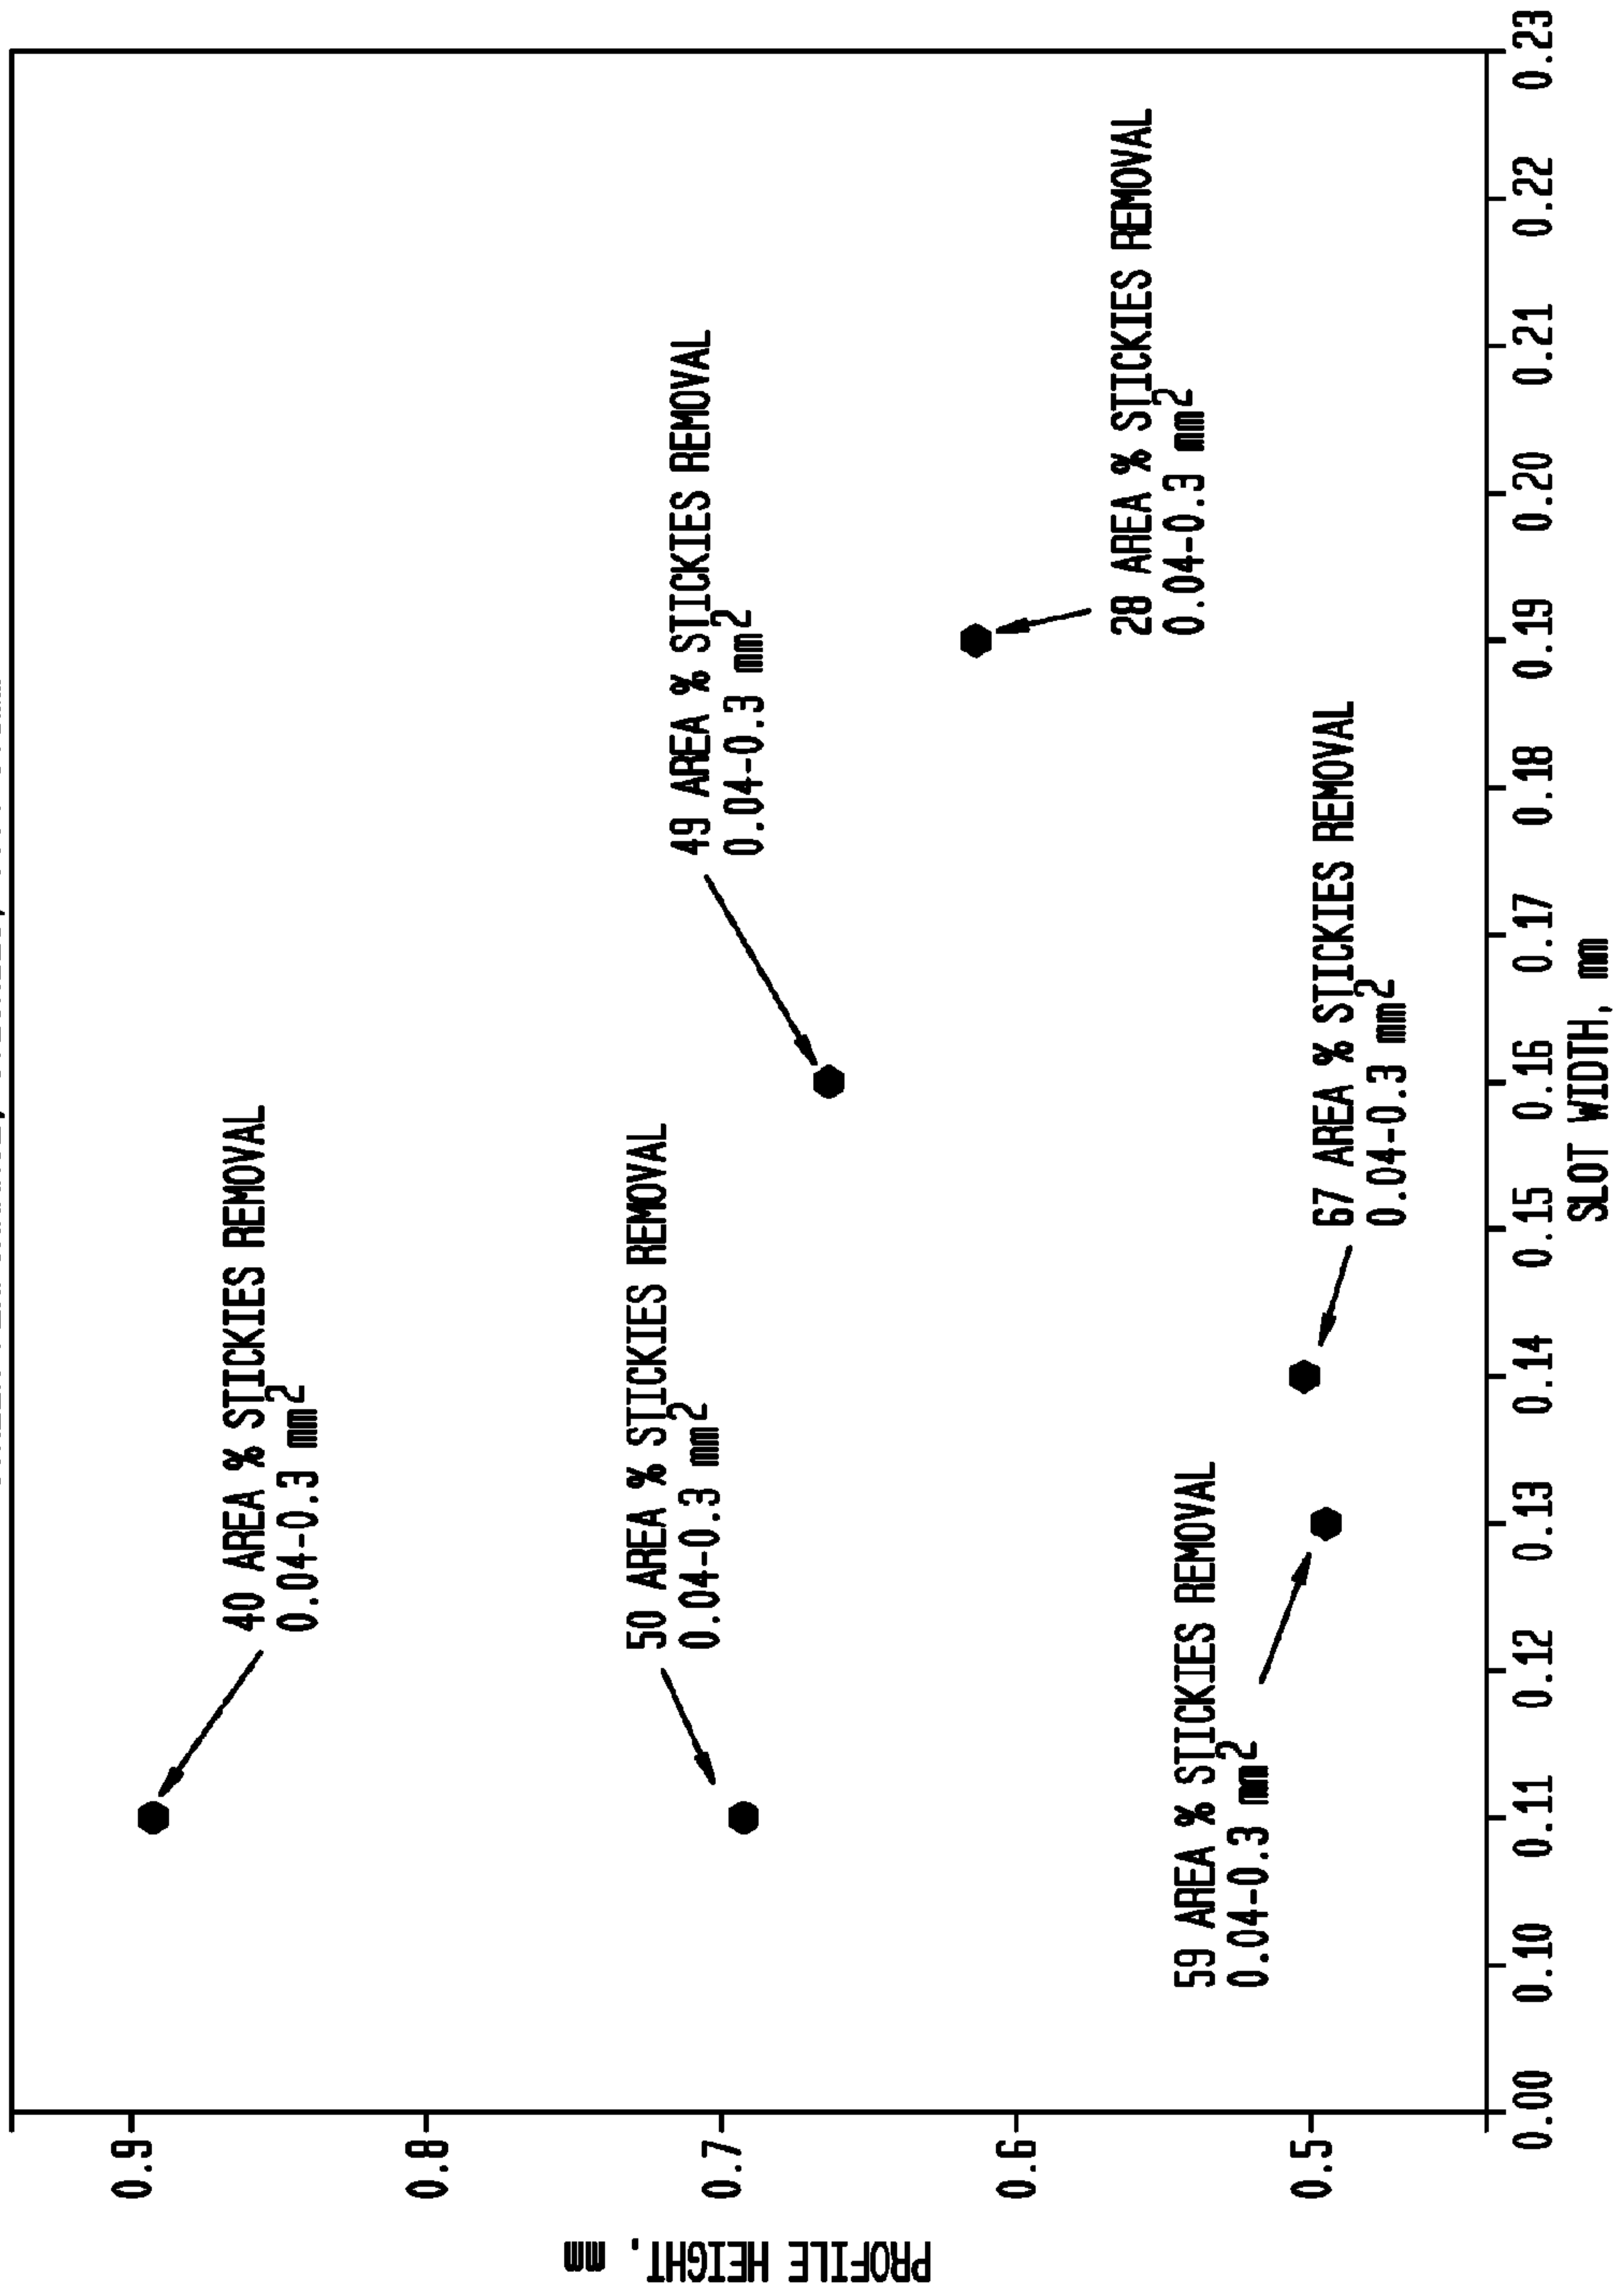 40 AREA % STICKIES REMOVAL
0.04-0.3 mm²
50 AREA % STICKIES REMOVAL
0.04-0.3 mm²
49 AREA % STICKIES REMOVAL
0.04-0.3 mm²
28 AREA % STICKIES REMOVAL
0.04-0.3 mm²
59 AREA % STICKIES REMOVAL
0.04-0.3 mm²
67 AREA % STICKIES REMOVAL
0.04-0.3 mm²
PROFILE HEIGHT, mm
0.9
0.8
0.7
0.6
0.5
0.00 0.10 0.11 0.12 0.13 0.14 0.15 0.16 0.17 0.18 0.19 0.20 0.21 0.22 0.23
SLOT WIDTH, mm